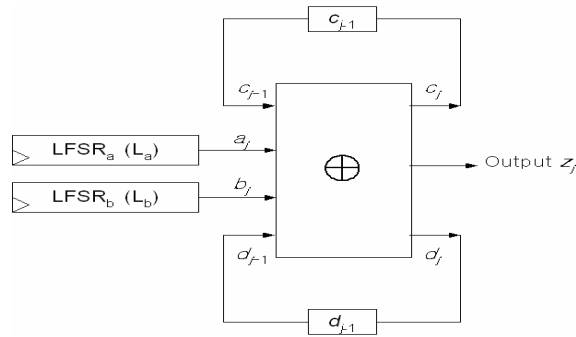 c_{j-1}
c_{j-1} c_j
LFSR_a (L_a) a_j
Output z_j
LFSR_b (L_b) b_j
d_{j-1} d_j
d_{j-1}